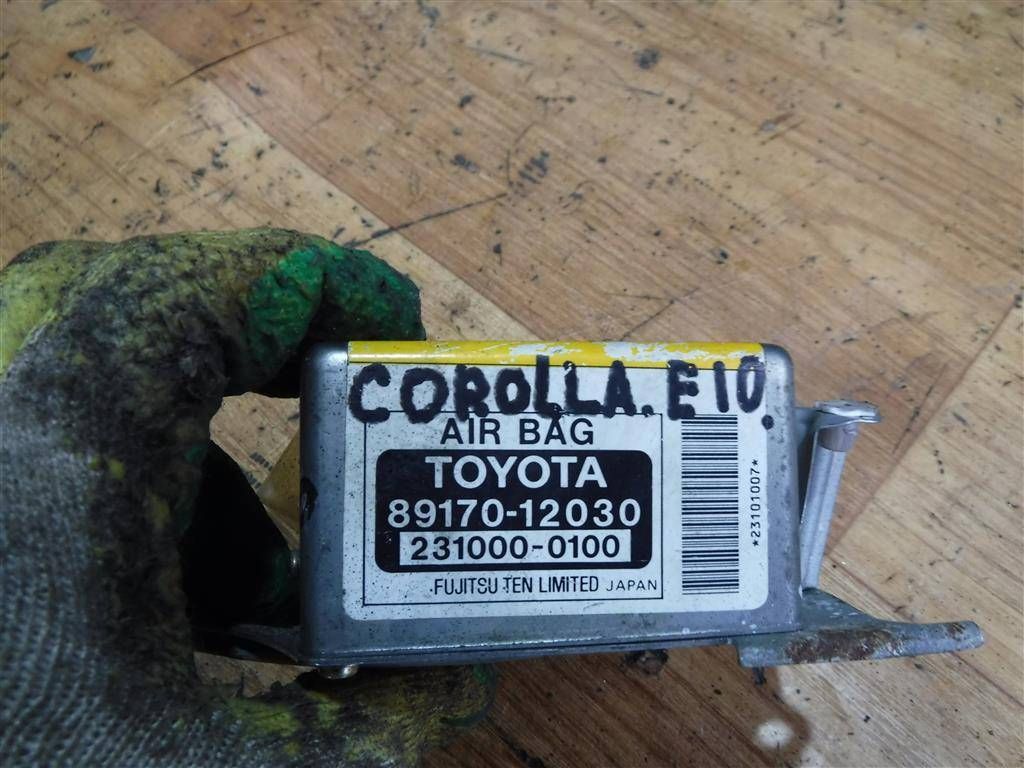 COROLLA. E10
AIR BAG
TOYOTA
89170-12030
231000-0100
FUJITSU TEN LIMITED JAPAN
*23101007*